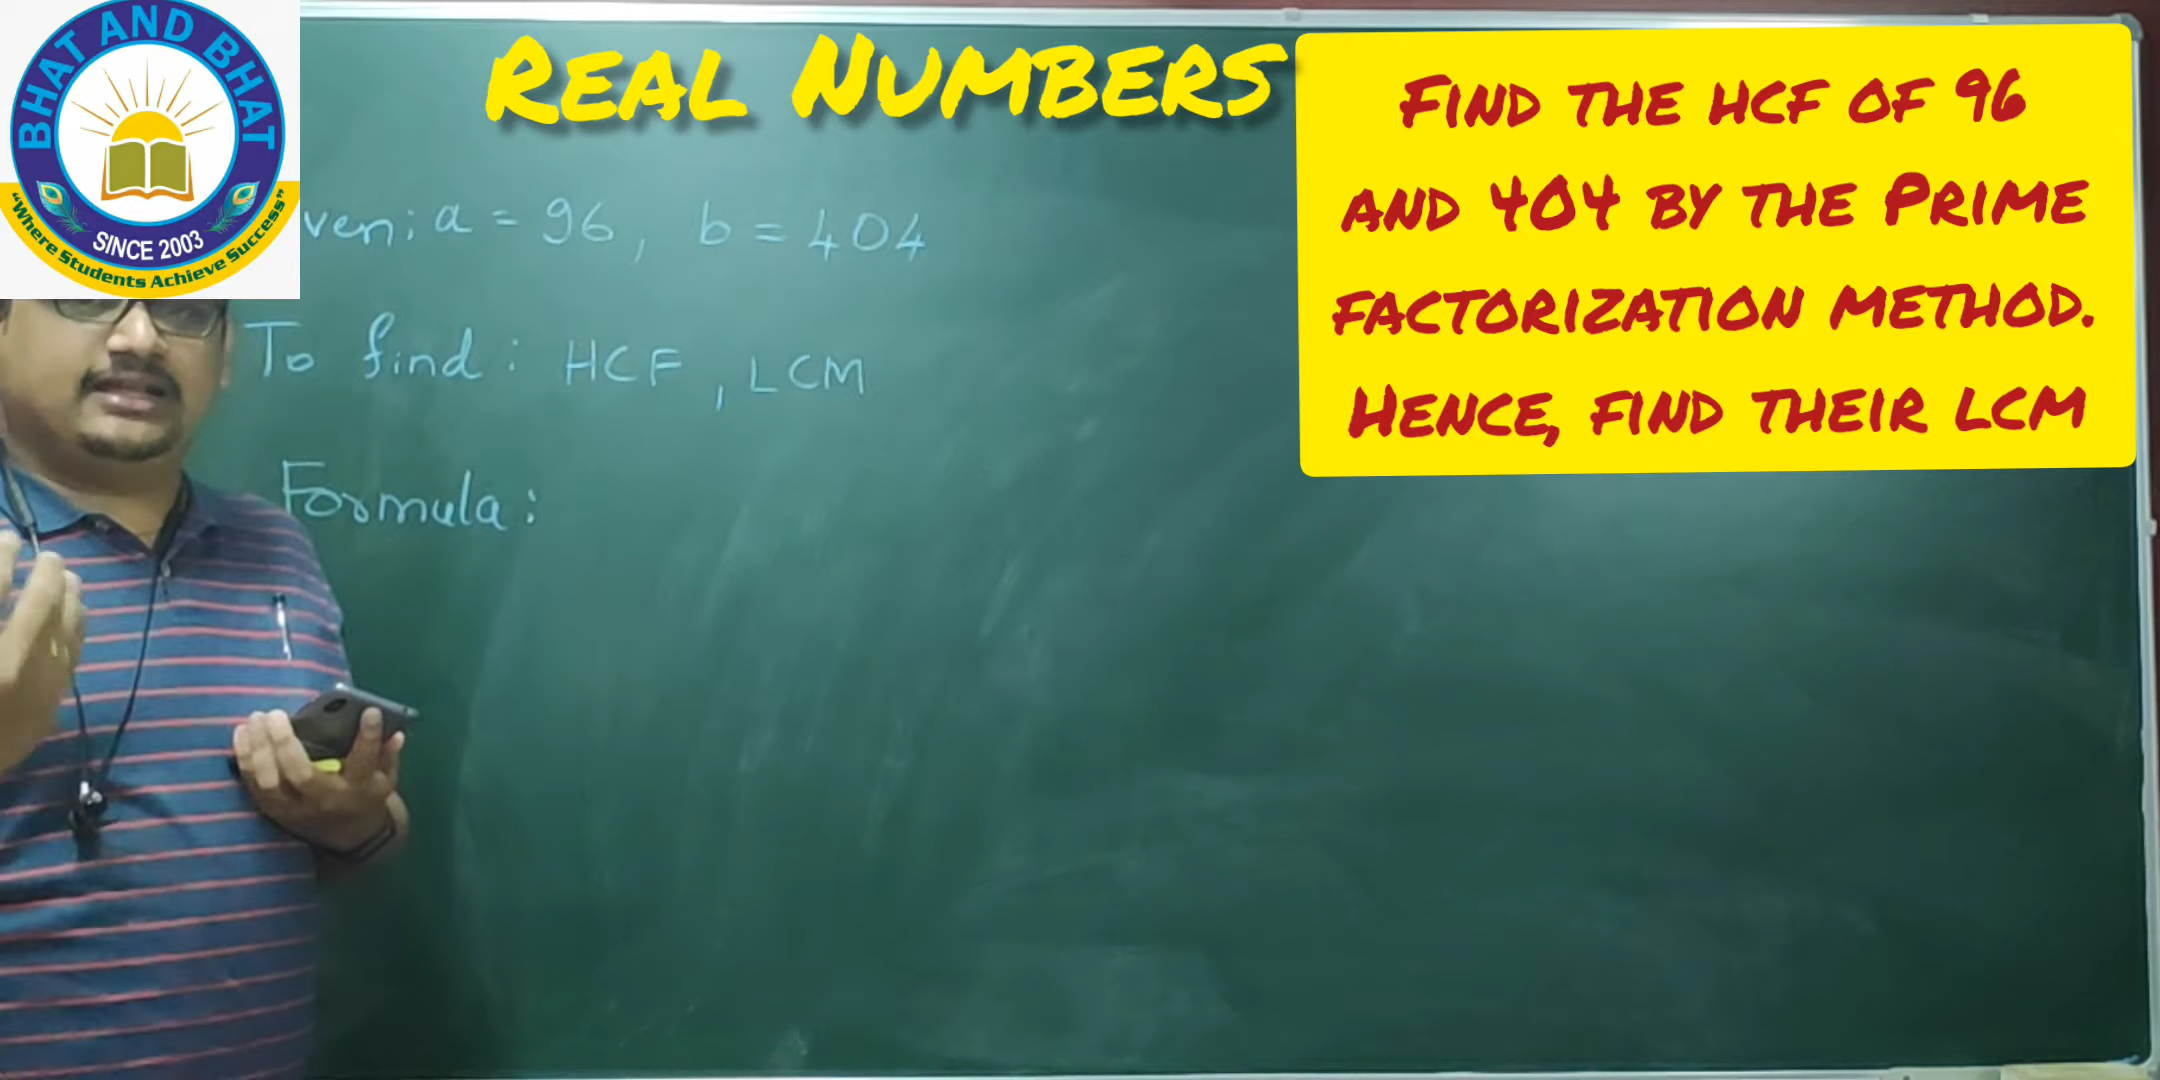 BHAT AND BHAT
SINCE 2003
"Where Students Achieve Success"
REAL NUMBERS
FIND THE HCF OF 96
AND 404 BY THE PRIME
FACTORIZATION METHOD.
HENCE, FIND THEIR LCM
ven; a = 96, b = 404
To find : HCF, LCM
Formula :